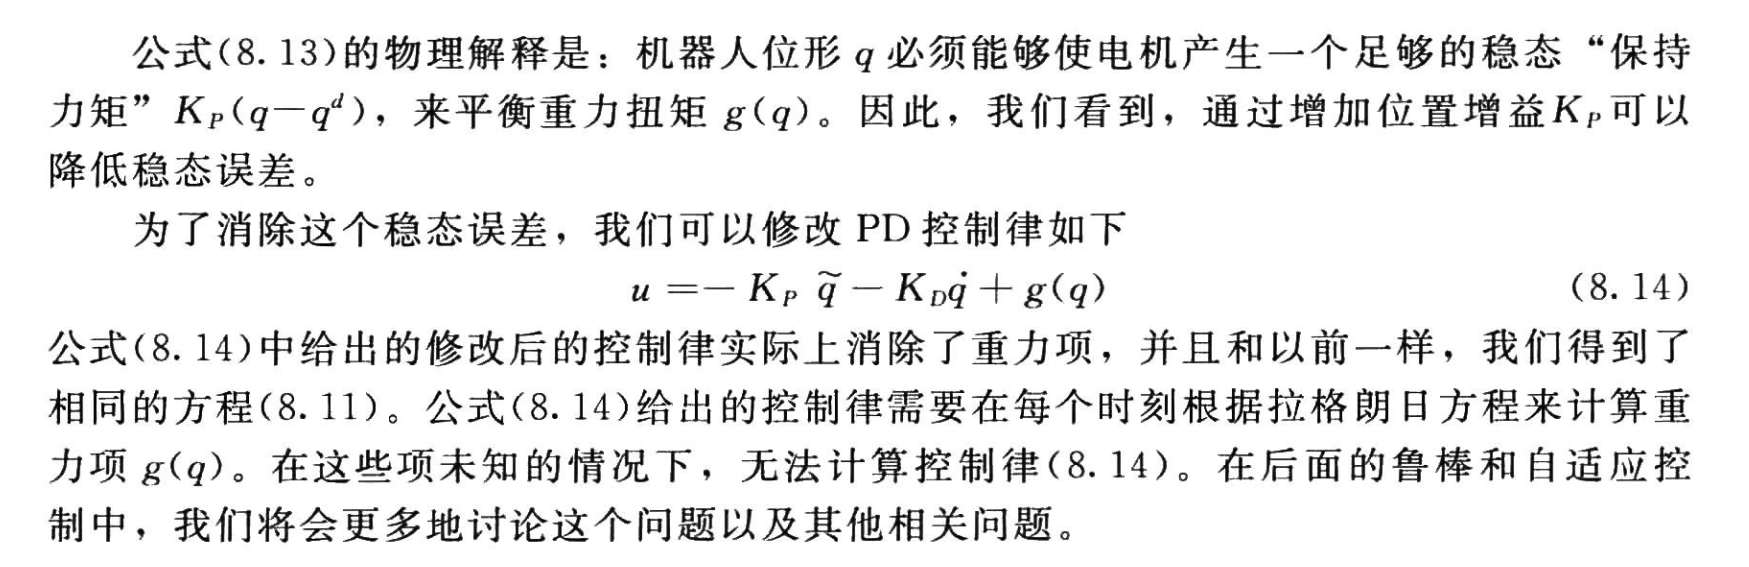 公式(8.13)的物理解释是：机器人位形 q 必须能够使电机产生一个足够的稳态“保持
力矩”K_P(q−q^d)，来平衡重力扭矩 g(q)。因此，我们看到，通过增加位置增益K_P可以
降低稳态误差。
为了消除这个稳态误差，我们可以修改 PD 控制律如下
u =− K_P q̃ − K_D q̇ + g(q) (8.14)
公式(8.14)中给出的修改后的控制律实际上消除了重力项，并且和以前一样，我们得到了
相同的方程(8.11)。公式(8.14)给出的控制律需要在每个时刻根据拉格朗日方程来计算重
力项 g(q)。在这些项未知的情况下，无法计算控制律(8.14)。在后面的鲁棒和自适应控
制中，我们将会更多地讨论这个问题以及其他相关问题。